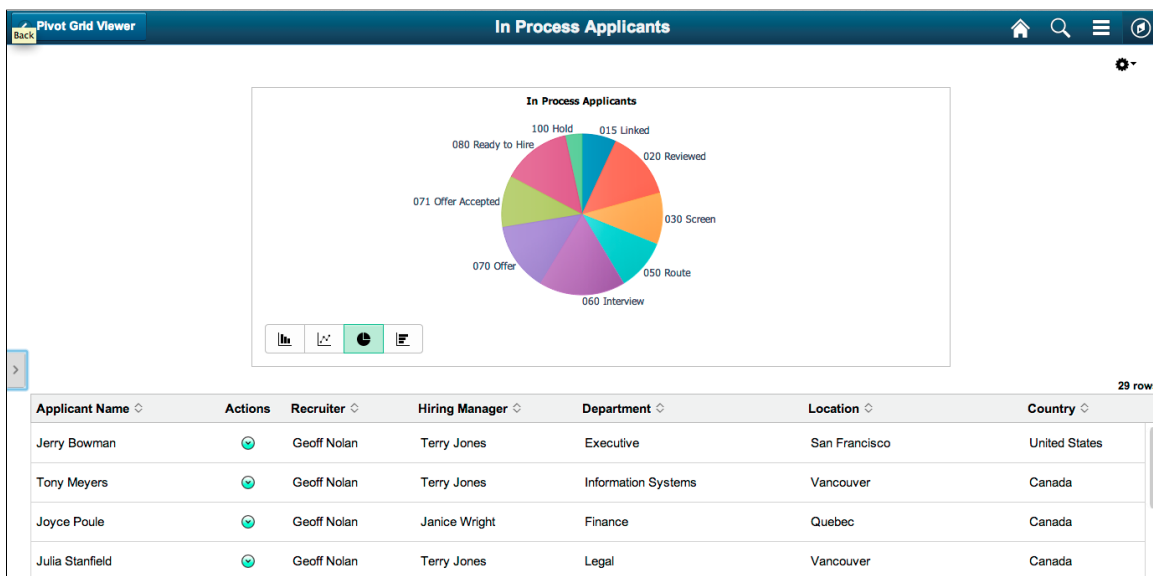 Pivot Grid Viewer
Back
In Process Applicants
In Process Applicants
100 Hold
015 Linked
080 Ready to Hire
020 Reviewed
071 Offer Accepted
030 Screen
070 Offer
050 Route
060 Interview
29 row
Applicant Name Actions Recruiter Hiring Manager Department Location Country
Jerry Bowman Geoff Nolan Terry Jones Executive San Francisco United States
Tony Meyers Geoff Nolan Terry Jones Information Systems Vancouver Canada
Joyce Poule Geoff Nolan Janice Wright Finance Quebec Canada
Julia Stanfield Geoff Nolan Terry Jones Legal Vancouver Canada